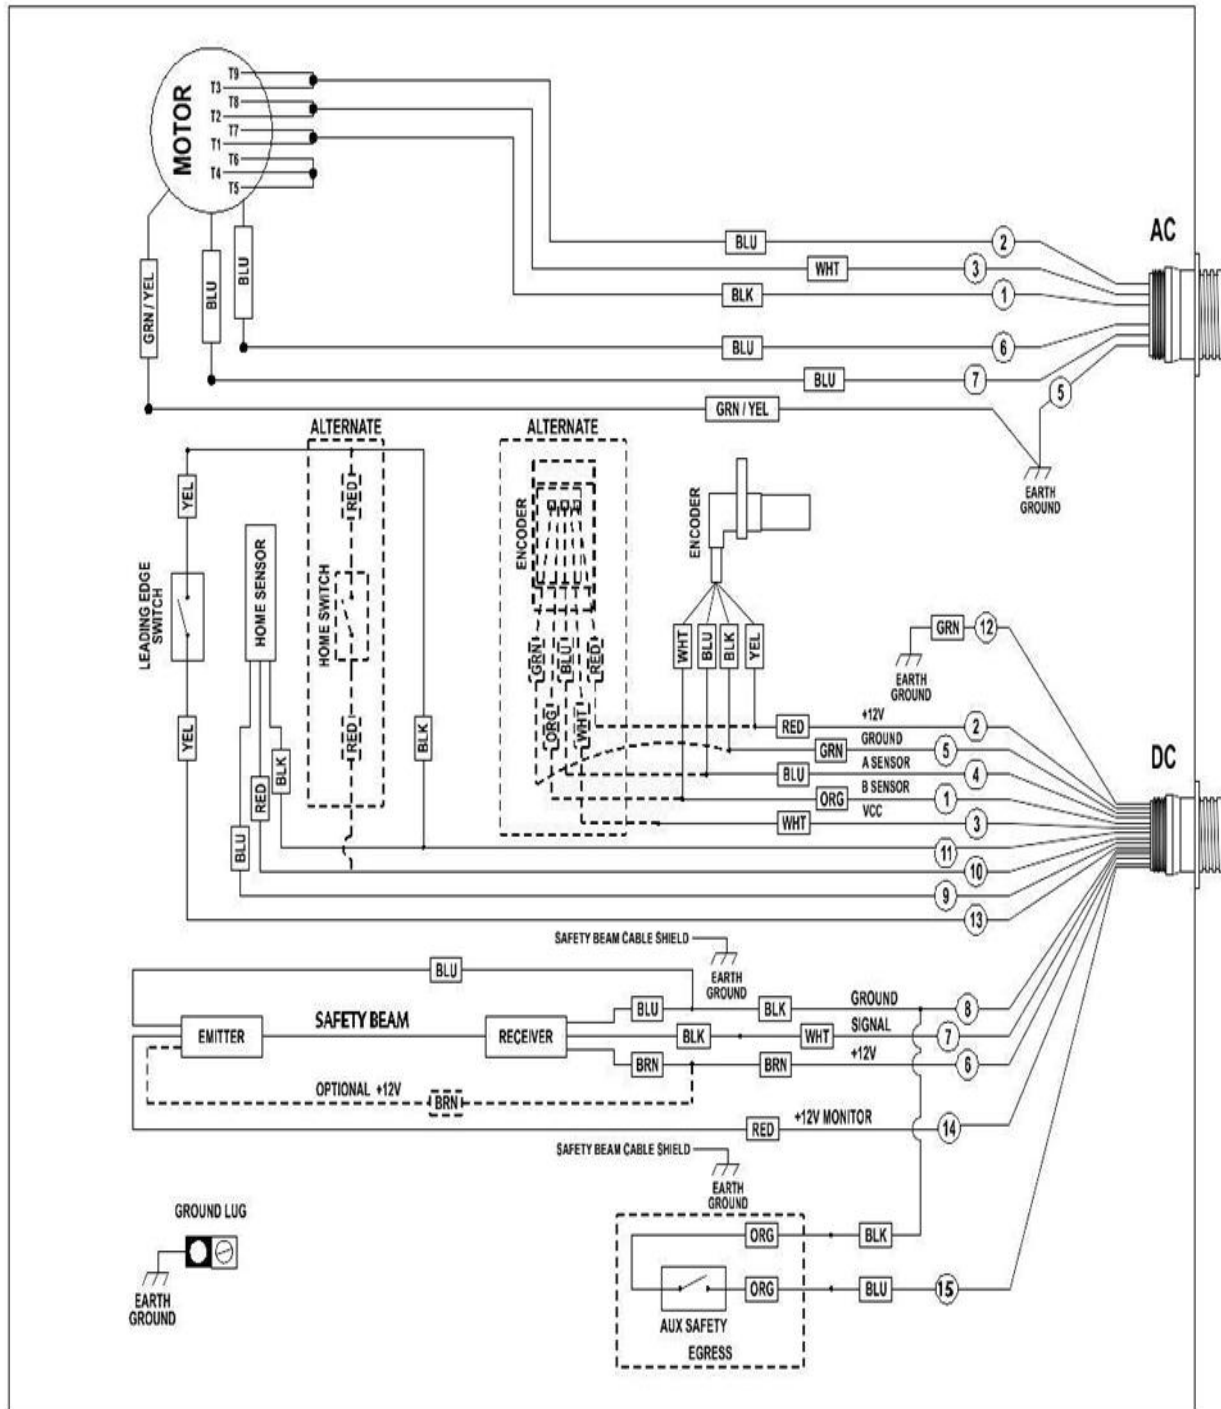 T9
T3
T8
T2
T7
T1
T6
T4
T5
MOTOR
AC
BLU 2
WHT 3
BLK 1
BLU 6
BLU 7
GRN / YEL 5
GRN / YEL
BLU
BLU
EARTH
GROUND
ALTERNATE
ALTERNATE
YEL
LEADING EDGE
SWITCH
YEL
HOME SENSOR
BLU
RED
BLK
RED
HOME SWITCH
RED
BLK
ENCODER
GRN
ORG
BLU
WHT
RED
ENCODER
WHT
BLU
BLK
YEL
GRN 12
EARTH
GROUND
DC
RED +12V 2
GRN GROUND 5
BLU A SENSOR 4
ORG B SENSOR 1
WHT VCC 3
11
10
9
13
SAFETY BEAM CABLE SHIELD
EARTH
GROUND
BLU
EMITTER
SAFETY BEAM
RECEIVER
BLU BLK GROUND 8
BLK WHT SIGNAL 7
BRN BRN +12V 6
OPTIONAL +12V
BRN
RED +12V MONITOR 14
SAFETY BEAM CABLE SHIELD
EARTH
GROUND
GROUND LUG
EARTH
GROUND
ORG BLK
ORG BLU 15
AUX SAFETY
EGRESS